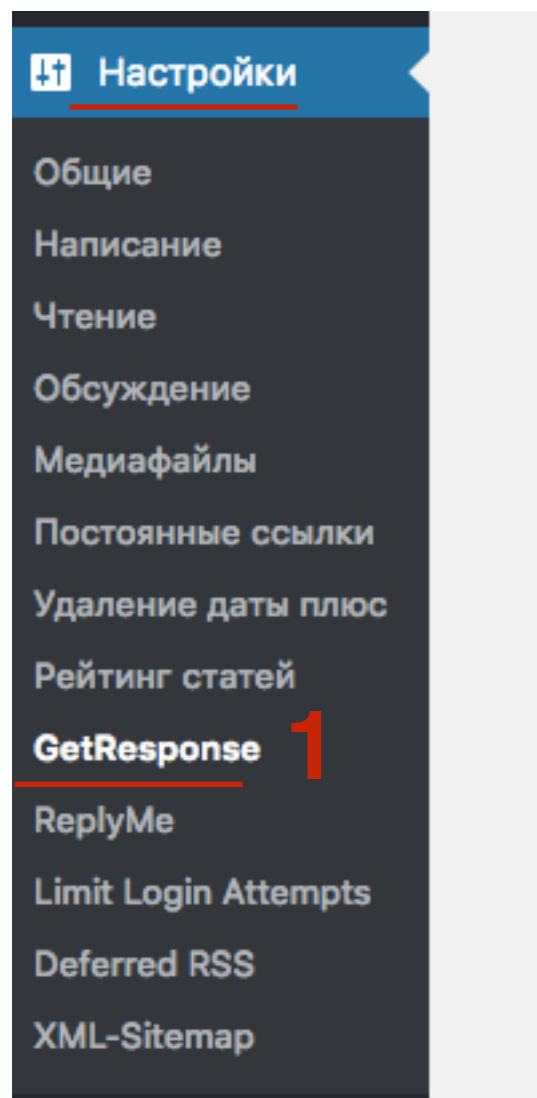 Настройки
Общие
Написание
Чтение
Обсуждение
Медиафайлы
Постоянные ссылки
Удаление даты плюс
Рейтинг статей
GetResponse 1
ReplyMe
Limit Login Attempts
Deferred RSS
XML-Sitemap